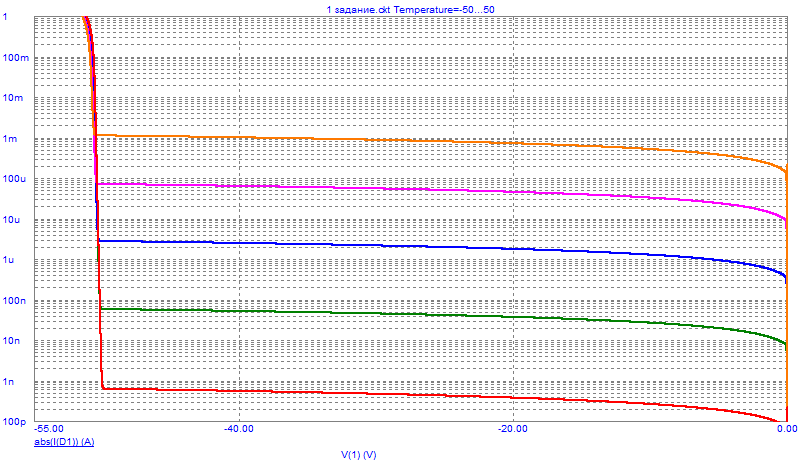 1 задание.ckt Temperature=-50...50
1
100m
10m
1m
100u
10u
1u
100n
10n
1n
100p
-55.00 -40.00 -20.00 0.00
abs(I(D1)) (A)
V(1) (V)